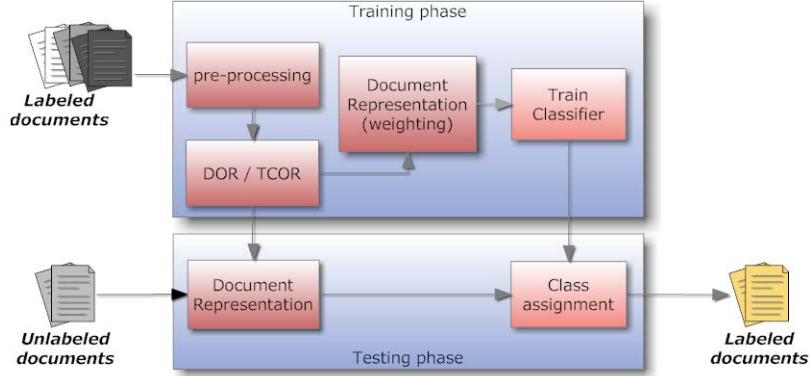 Training phase
Labeled
documents
pre-processing
Document
Representation
(weighting)
Train
Classifier
DOR / TCOR
Unlabeled
documents
Document
Representation
Class
assignment
Labeled
documents
Testing phase